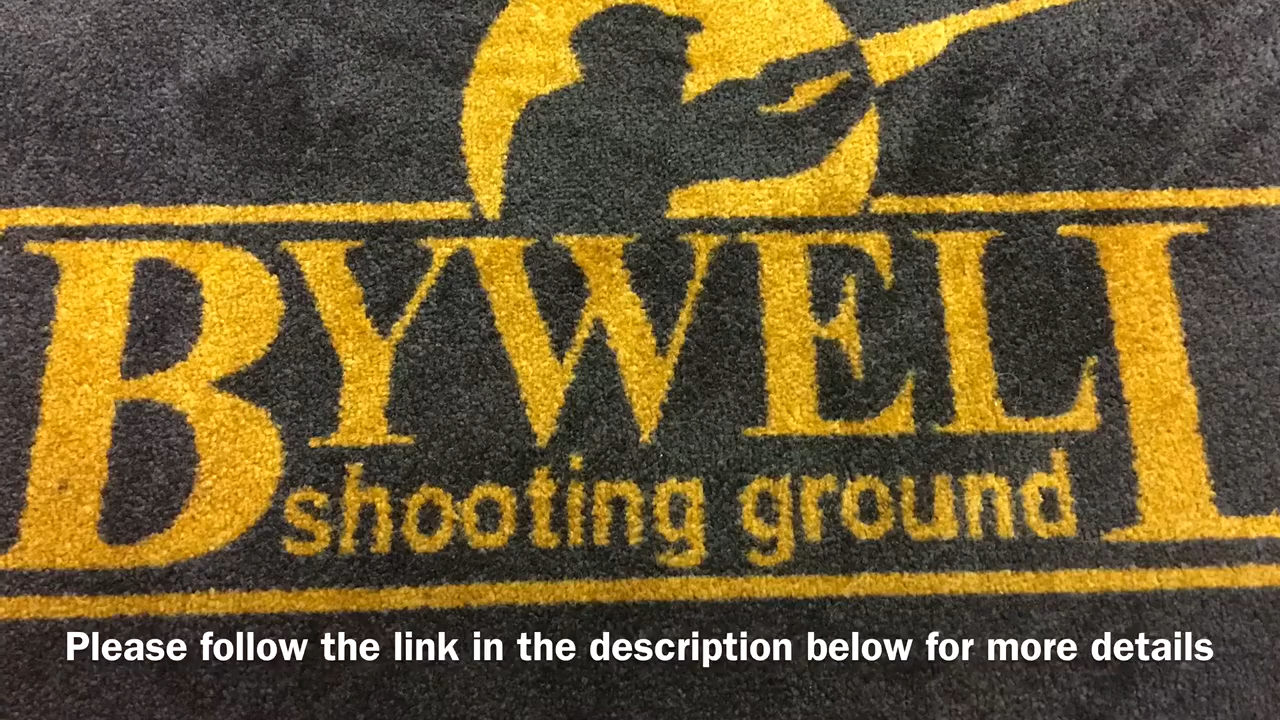 BYWELL
shooting ground
Please follow the link in the description below for more details